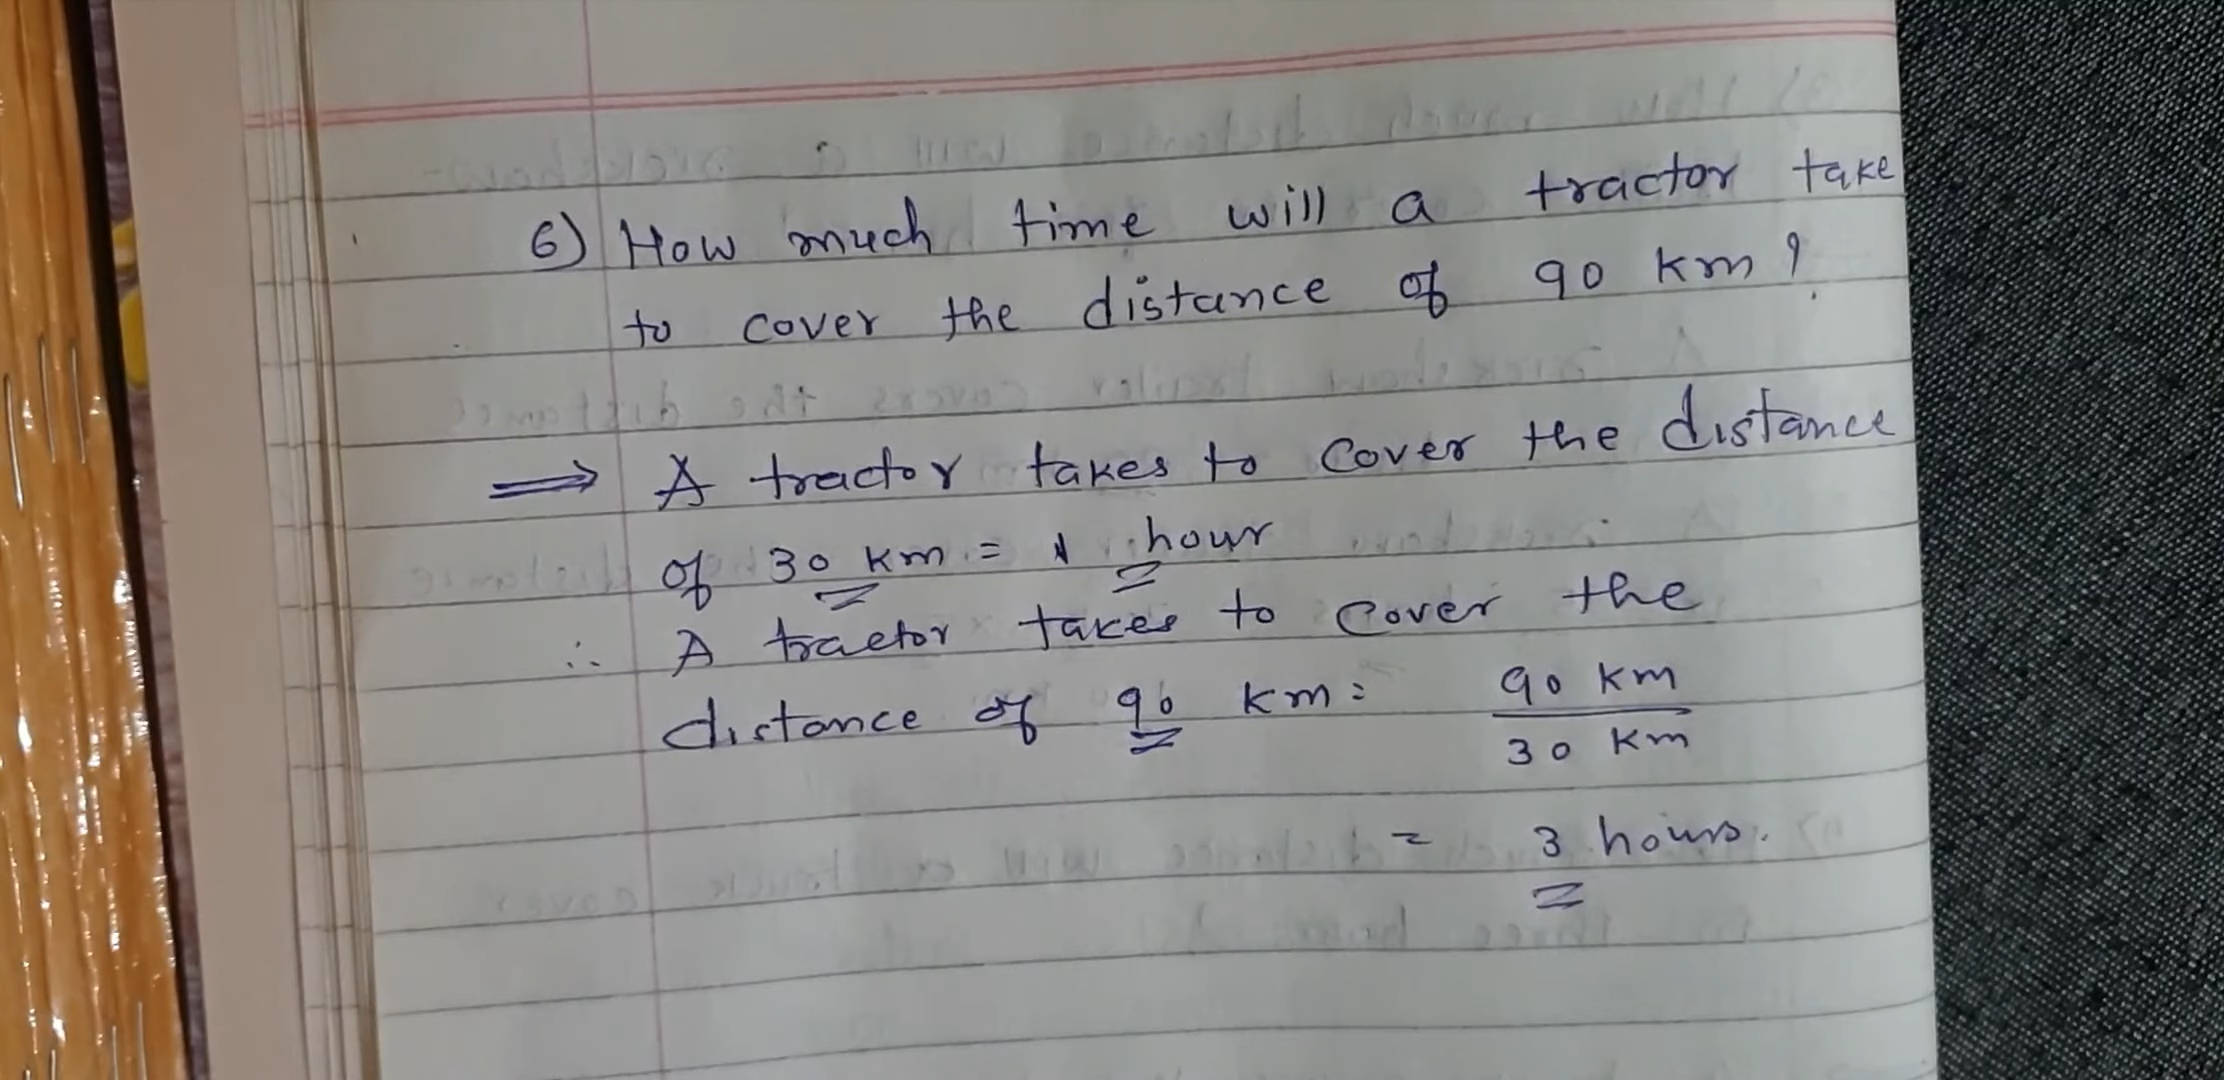 6) How much time will a tractor take
to cover the distance of 90 km?
⇒ A tractor takes to cover the distance
of 30 km = 1 hour
∴ A tractor takes to cover the
distance of 90 km = 90 km
30 km
= 3 hours.